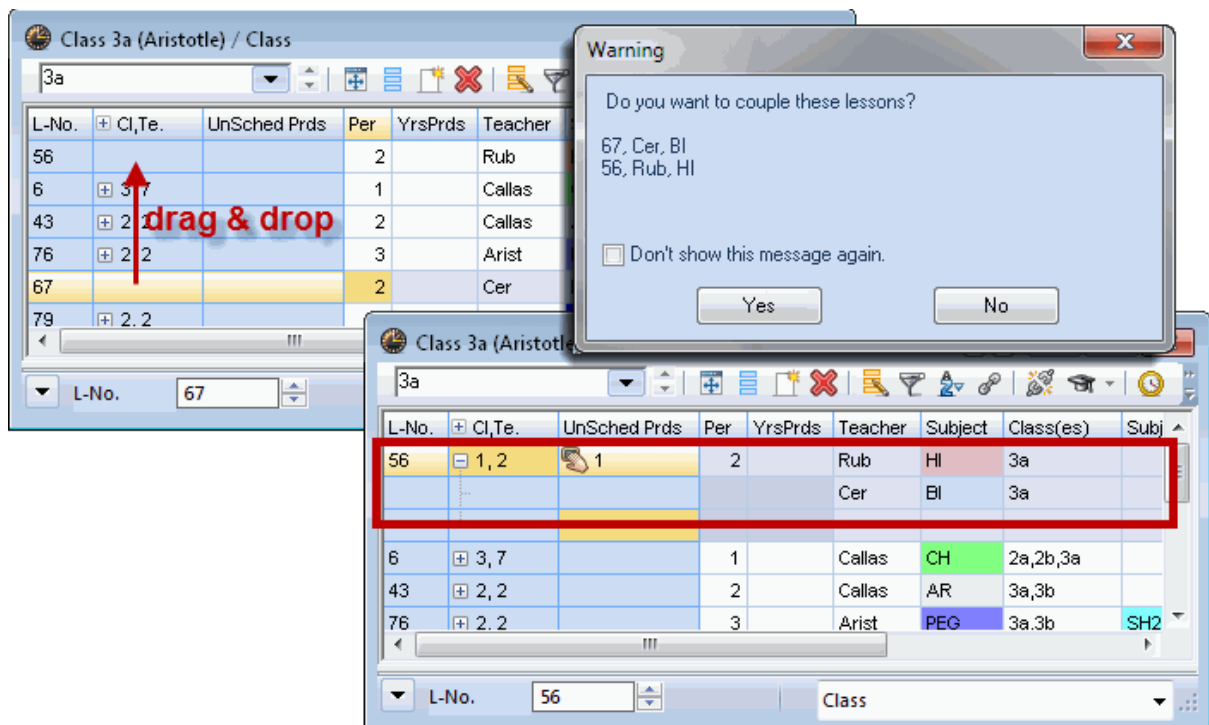 Class 3a (Aristotle) / Class
3a
L-No. Cl,Te. UnSched Prds Per YrsPrds Teacher
56 2 Rub
6 3, 7 1 Callas
43 2, 2 2 Callas
76 2, 2 3 Arist
67 2 Cer
79 2, 2
drag & drop
L-No. 67
Warning
Do you want to couple these lessons?
67, Cer, BI
56, Rub, HI
Don't show this message again.
Yes No
Class 3a (Aristotle
3a
L-No. Cl,Te. UnSched Prds Per YrsPrds Teacher Subject Class(es) Subj
56 1, 2 1 2 Rub HI 3a
Cer BI 3a
6 3, 7 1 Callas CH 2a,2b,3a
43 2, 2 2 Callas AR 3a,3b
76 2, 2 3 Arist PEG 3a,3b SH2
L-No. 56 Class